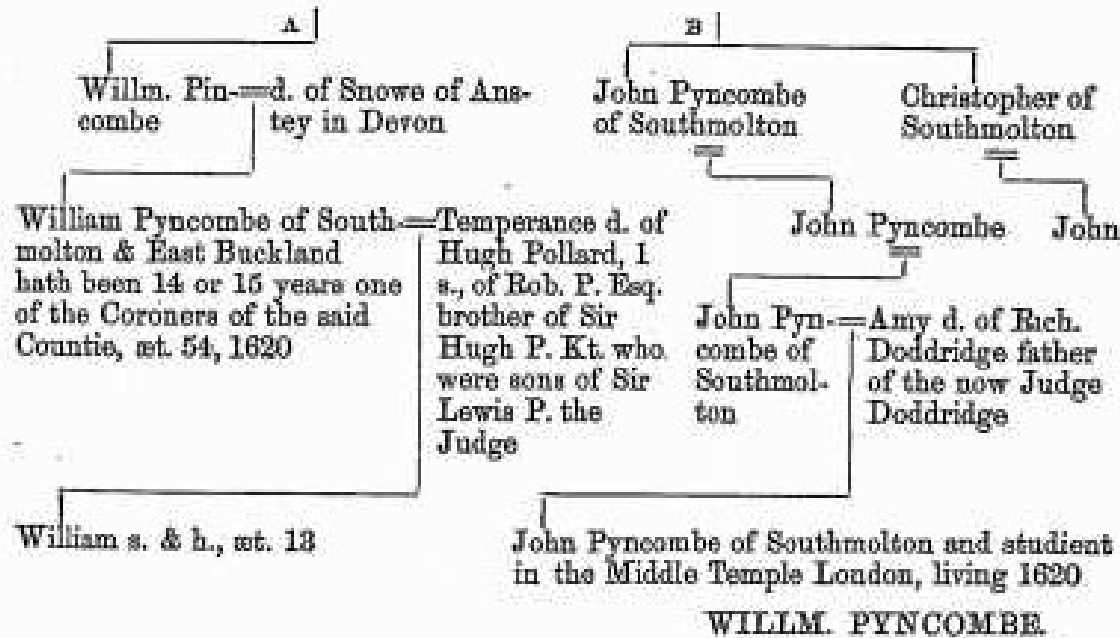 A
B
Willm. Pin-=d. of Snowe of Ans-
combe
tey in Devon
John Pyncombe
of Southmolton
Christopher of
Southmolton
William Pyncombe of South-=Temperance d. of
molton & East Buckland
hath been 14 or 15 years one
of the Coroners of the said
Countie, æt. 54, 1620
Hugh Pollard, 1
s., of Rob. P. Esq.
brother of Sir
Hugh P. Kt. who
were sons of Sir
Lewis P. the
Judge
John Pyncombe
John
John Pyn-=Amy d. of Rich.
combe of
Southmol-
ton
Doddridge father
of the now Judge
Doddridge
William s. & h., æt. 13
John Pyncombe of Southmolton and studient
in the Middle Temple London, living 1620
WILLM. PYNCOMBE.